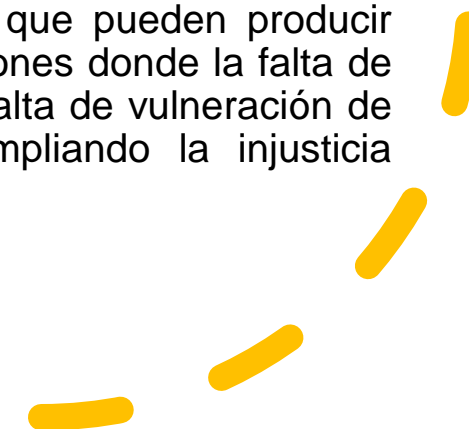 que pueden producir
ones donde la falta de
alta de vulneración de
mpliando la injusticia